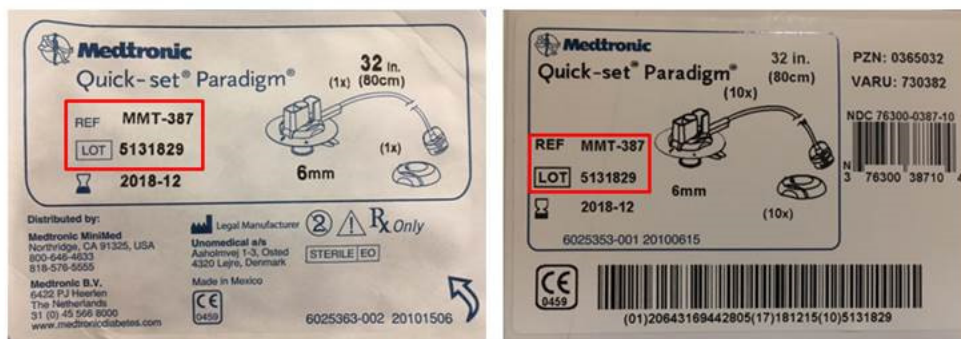 Medtronic
Quick-set® Paradigm®
32 in.
(1x) (80cm)
REF MMT-387
LOT 5131829
(1x)
6mm
2018-12
Distributed by:
Medtronic MiniMed
Northridge, CA 91325, USA
800-646-4633
818-576-5555
Medtronic B.V.
6422 PJ Heerlen
The Netherlands
31 (0) 45 566 8000
www.medtronicdiabetes.com
Legal Manufacturer
Unomedical a/s
Aaholmvej 1-3, Osted
4320 Lejre, Denmark
Made in Mexico
CE
0459
2
Rx Only
STERILE EO
6025363-002 20101506
Medtronic
Quick-set® Paradigm®
32 in.
(80cm)
(10x)
REF MMT-387
LOT 5131829
6mm
2018-12
(10x)
6025353-001 20100615
PZN: 0365032
VARU: 730382
NDC 76300-0387-10
N
3 76300 38710 4
CE
0459
(01)20643169442805(17)181215(10)5131829